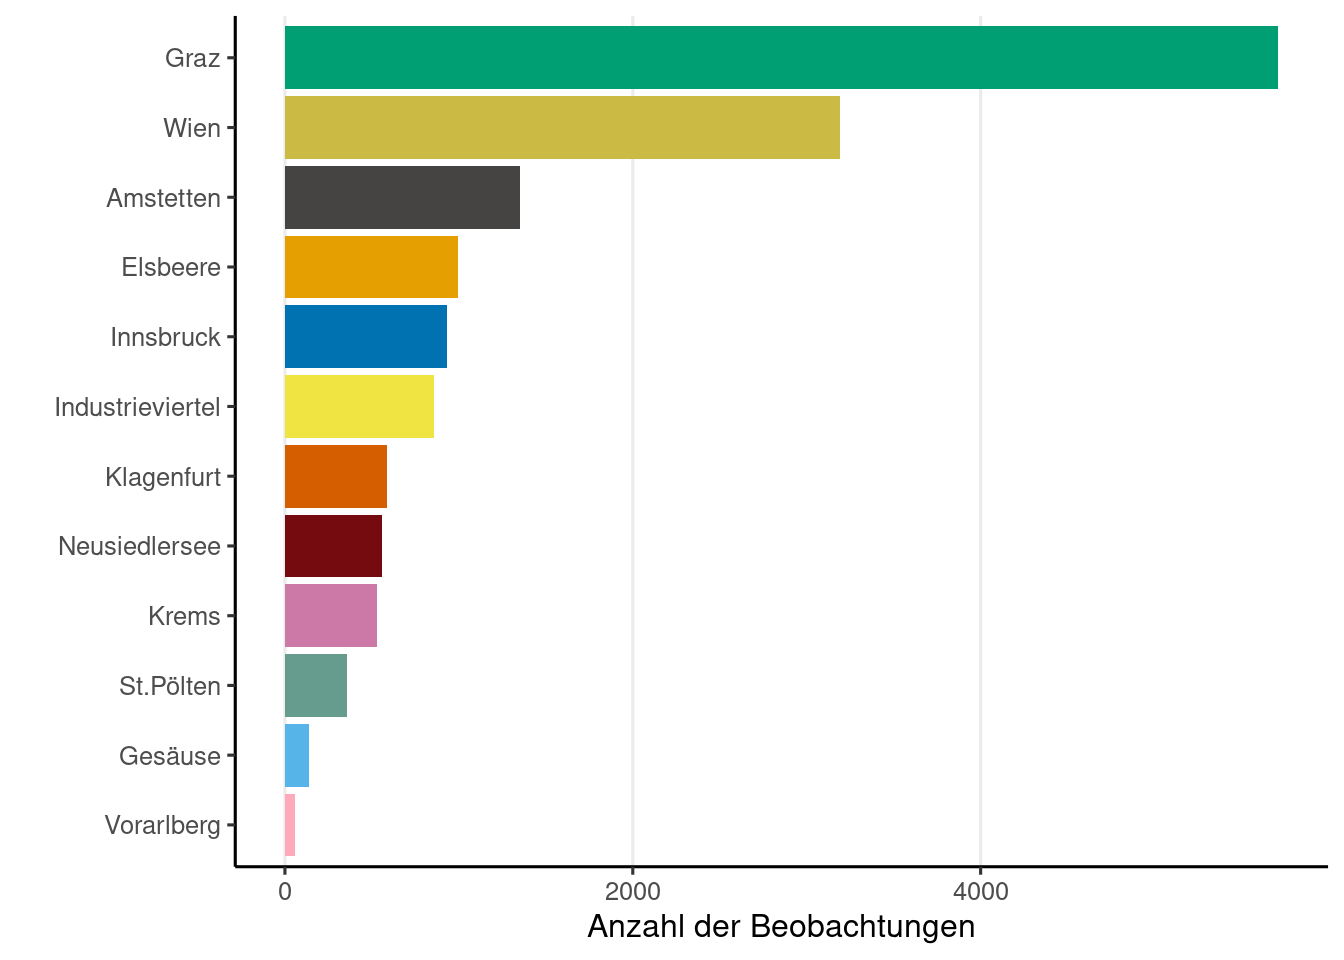 Graz
Wien
Amstetten
Elsbeere
Innsbruck
Industrieviertel
Klagenfurt
Neusiedlersee
Krems
St.Pölten
Gesäuse
Vorarlberg
0 2000 4000
Anzahl der Beobachtungen